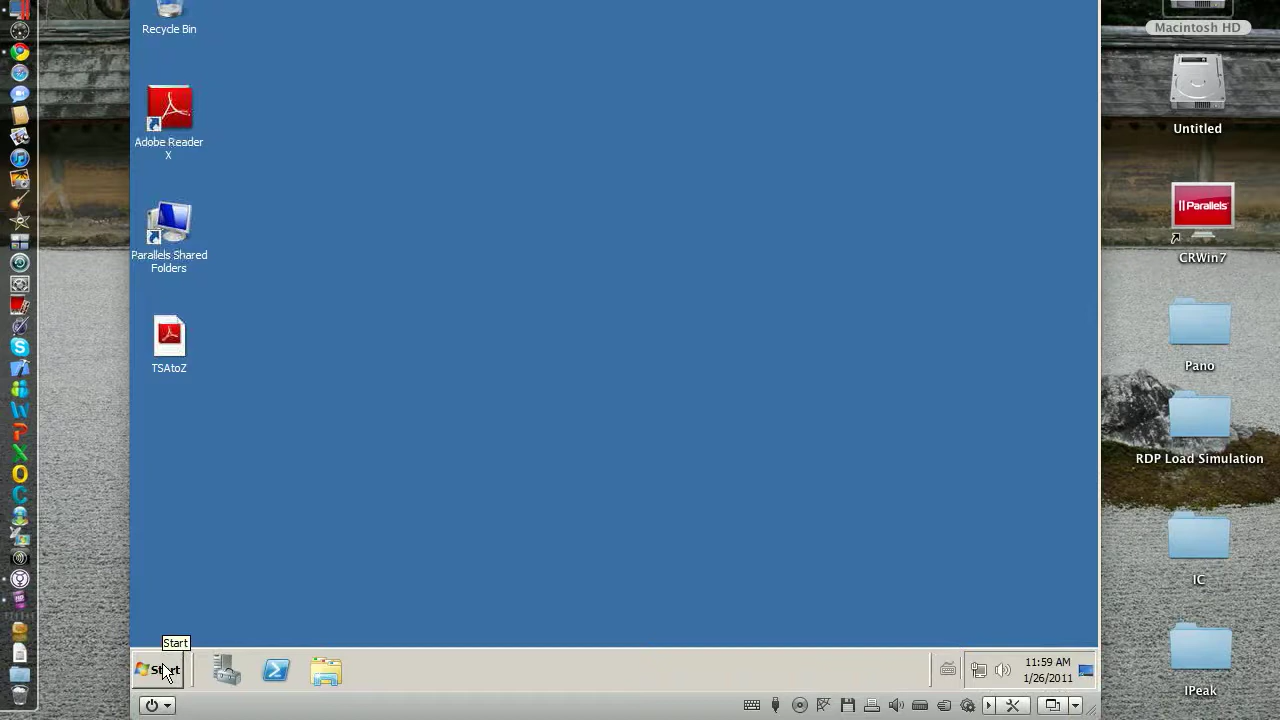 Recycle Bin
Adobe Reader
X
Parallels Shared
Folders
TSAtoZ
Macintosh HD
Untitled
Parallels
CRWin7
Pano
RDP Load Simulation
IC
IPeak
Start
11:59 AM
1/26/2011